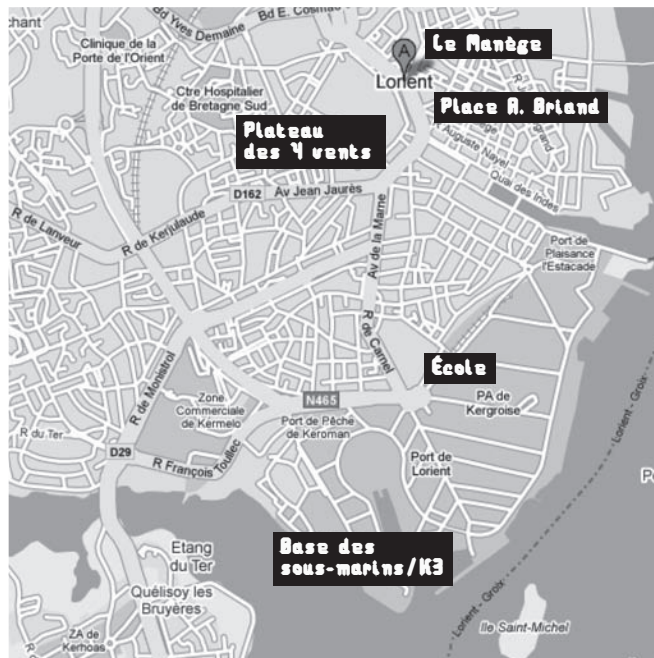 chant
Bd Yves Demaine
Bd E. Cosmao
Clinique de la
Porte de l'Orient
A
Le Manège
Lorient
Ctre Hospitalier
de Bretagne Sud
Place A. Briand
Plateau
des 4 vents
Auguste Nayel
Quai des Indes
D162
Av Jean Jaurès
R de Lanveur
R de Kerjulaude
Av de la Marne
Port de
Plaisance
l'Estacade
R de Carnel
École
R de Monistrol
Zone
Commerciale
de Kermelo
N465
PA de
Kergroise
Port de Pêche
de Keroman
R du Ter
D29
R François Toullec
Port de
Lorient
Lorient - Groix
Base des
sous-marins/K3
Etang
du Ter
Quélisoy les
Bruyères
ZA de
Kerhoas
Lorient - Groix
Ile Saint-Michel